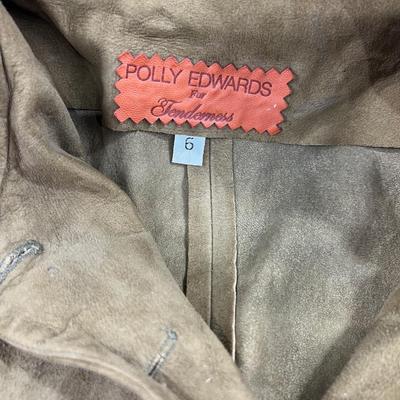 POLLY EDWARDS
For
Tenderness
6